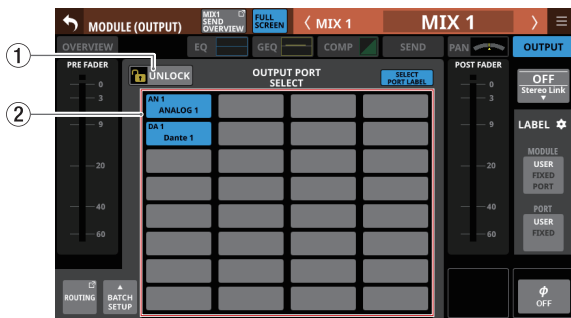 MODULE (OUTPUT)
MIX1
SEND
OVERVIEW
FULL
SCREEN
MIX 1
MIX 1
OVERVIEW
EQ
GEQ
COMP
SEND
PAN
OUTPUT
1
PRE FADER
UNLOCK
OUTPUT PORT
SELECT
SELECT
PORT LABEL
POST FADER
OFF
Stereo Link
0
3
9
20
40
60
2
AN 1
ANALOG 1
DA 1
Dante 1
0
3
9
20
40
60
LABEL
MODULE
USER
FIXED
PORT
PORT
USER
FIXED
ROUTING
BATCH
SETUP
φ
OFF